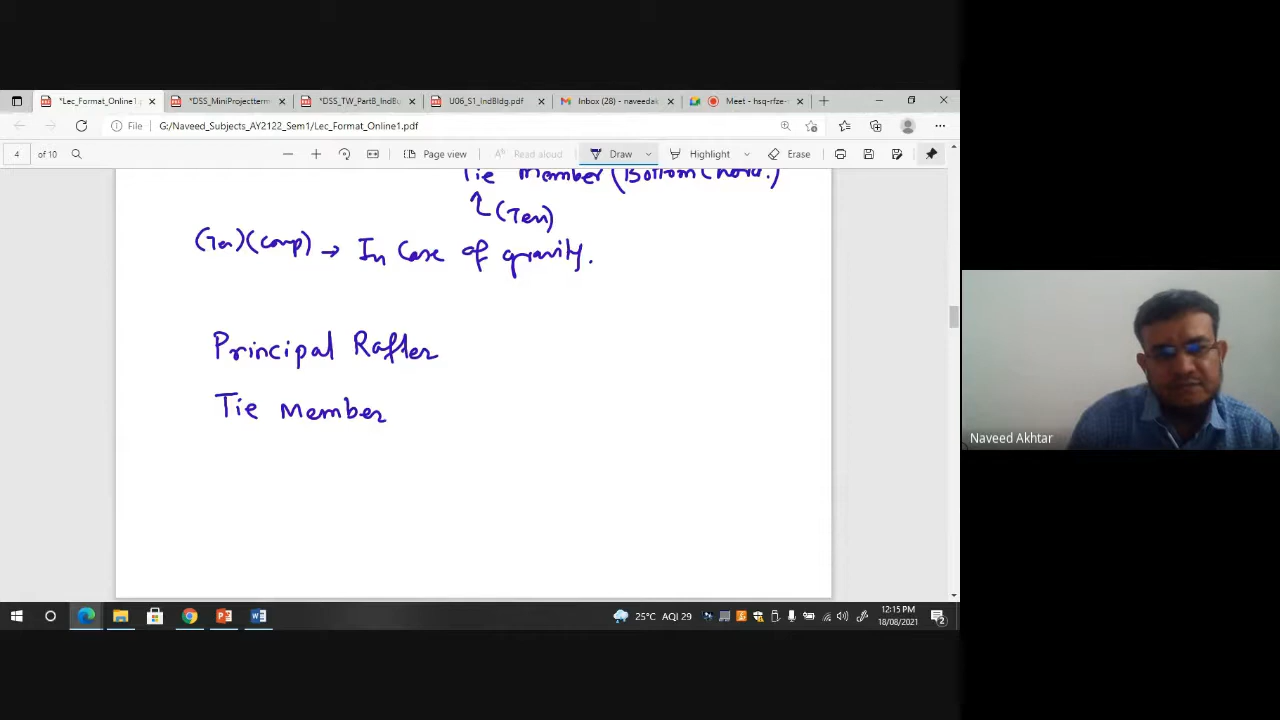 *Lec_Format_Online1.p
*DSS_MiniProjectterm
*DSS_TW_PartB_IndBu
U06_S1_IndBldg.pdf
Inbox (28) - naveedak
Meet - hsq-rfze-
File
G:/Naveed_Subjects_AY2122_Sem1/Lec_Format_Online1.pdf
4 of 10
Page view
Read aloud
Draw
Highlight
Erase
Tie Member (Bottom Chord.)
(Ten)
(Ten)(Comp) → In Case of gravity.
Principal Rafter
Tie Member
Naveed Akhtar
25°C AQI 29
12:15 PM
18/08/2021
2